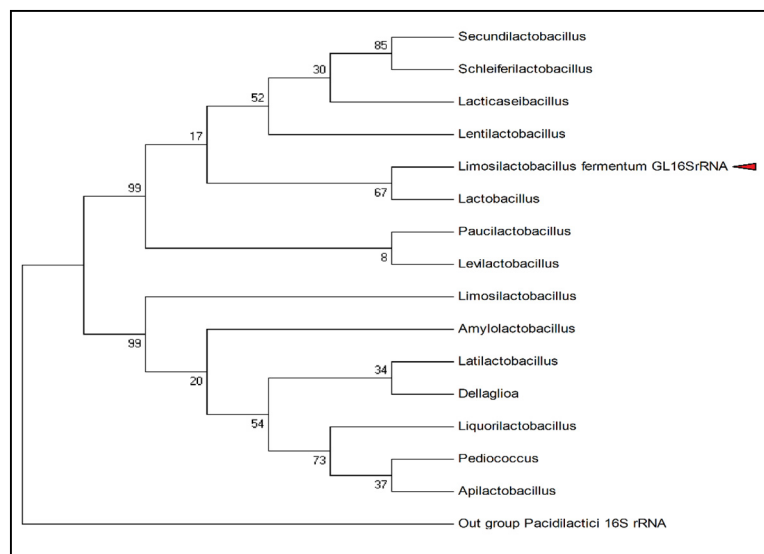 Secundilactobacillus
85
Schleiferilactobacillus
30
Lacticaseibacillus
52
Lentilactobacillus
17
Limosilactobacillus fermentum GL16SrRNA
99
67
Lactobacillus
Paucilactobacillus
8
Levilactobacillus
Limosilactobacillus
99
Amylolactobacillus
20
Latilactobacillus
34
Dellaglioa
54
Liquorilactobacillus
73
Pediococcus
37
Apilactobacillus
Out group Pacidilactici 16S rRNA